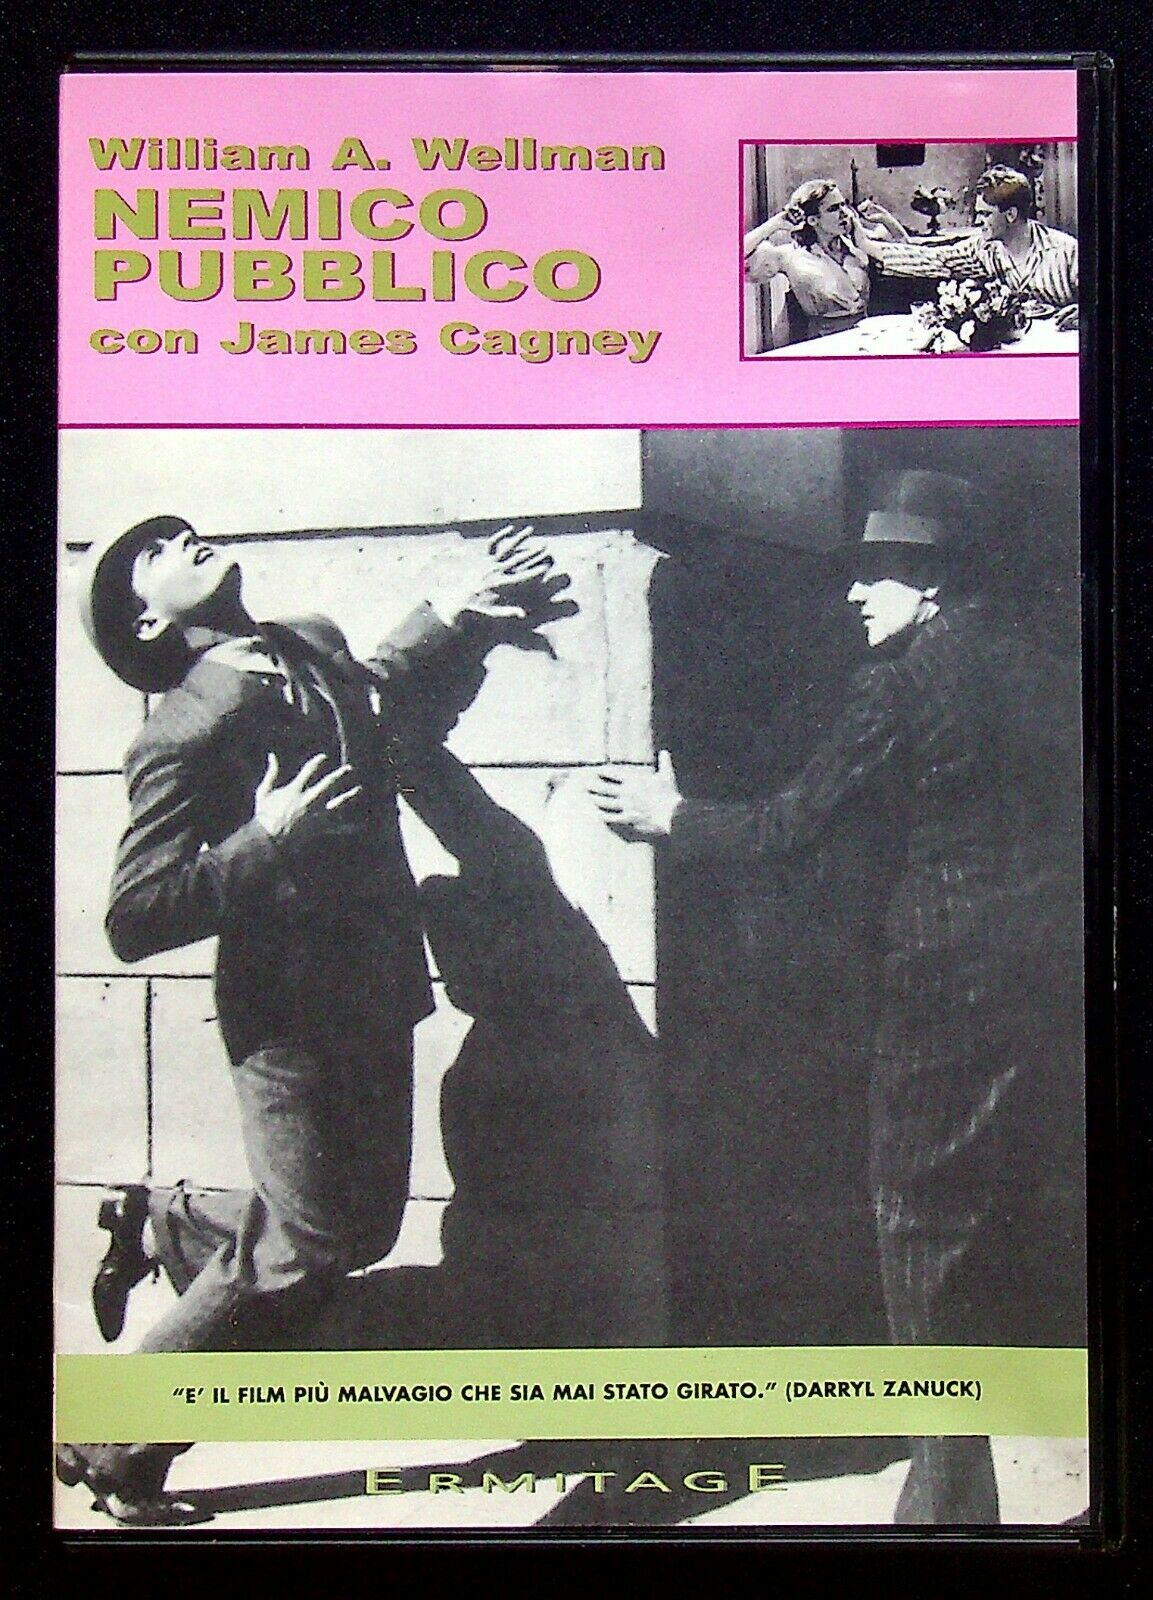 William A. Wellman
NEMICO
PUBBLICO
con James Cagney
“E’ IL FILM PIÙ MALVAGIO CHE SIA MAI STATO GIRATO.” (DARRYL ZANUCK)
ERMITAGE